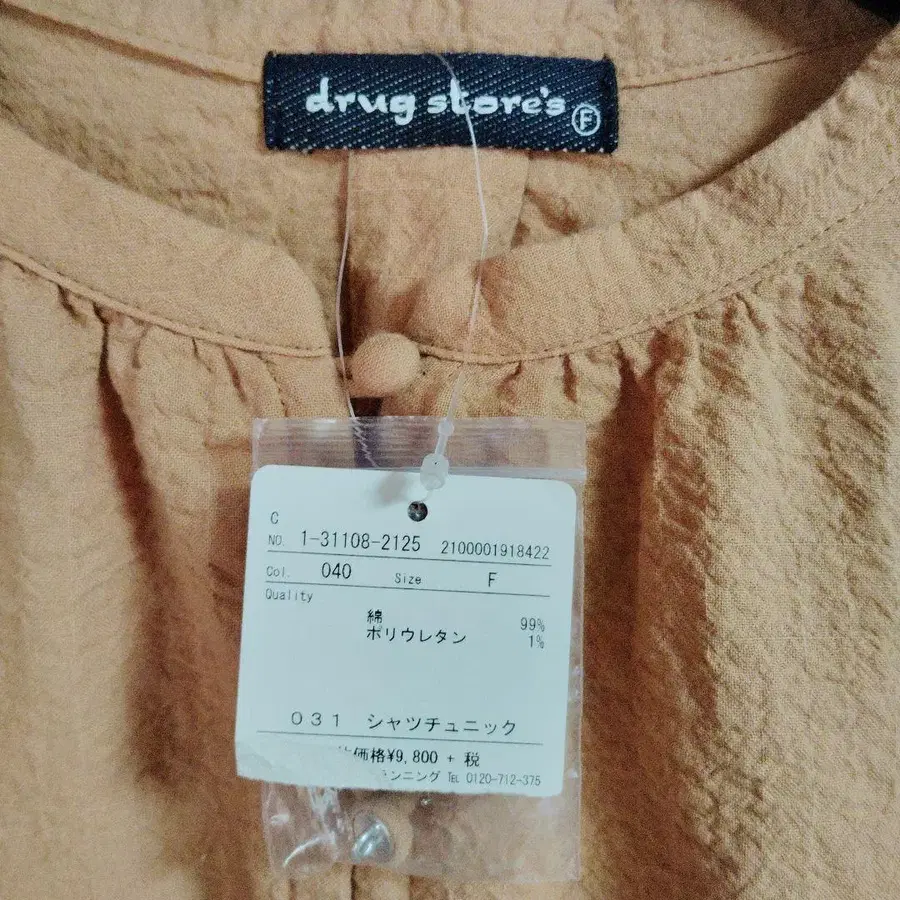 drug store's F
C
NO. 1-31108-2125 2100001918422
Col. 040 Size F
Quality
綿 99%
ポリウレタン 1%
031 シャツチュニック
価格¥9,800 + 税
ンニング TEL 0120-712-375